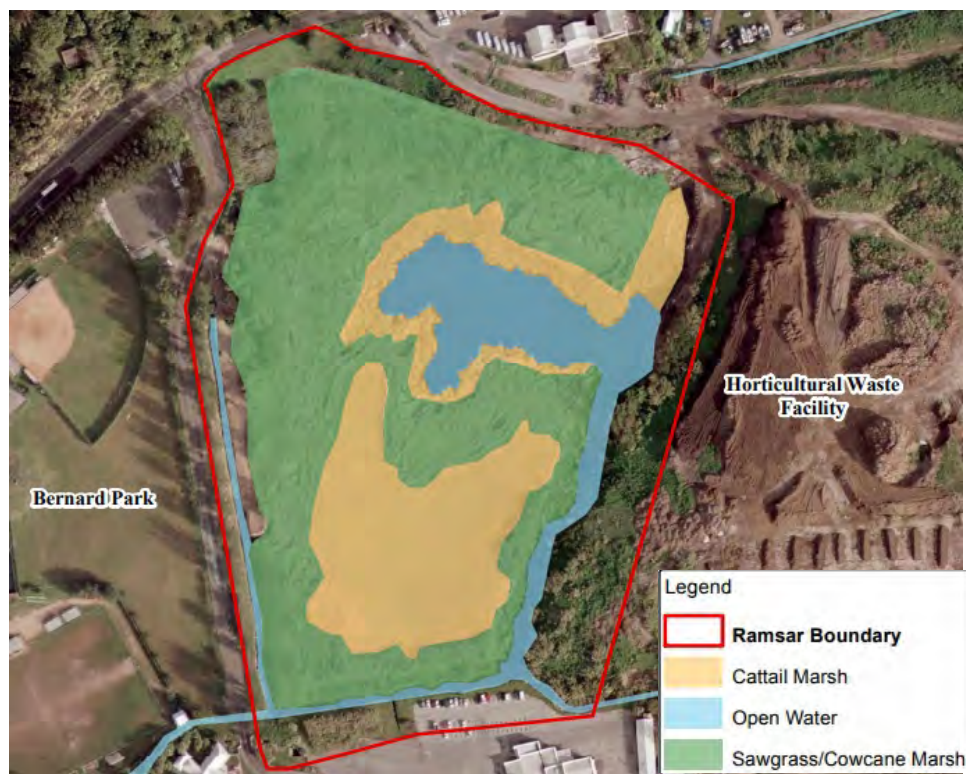 Horticultural Waste
Facility
Bernard Park
Legend
Ramsar Boundary
Cattail Marsh
Open Water
Sawgrass/Cowcane Marsh